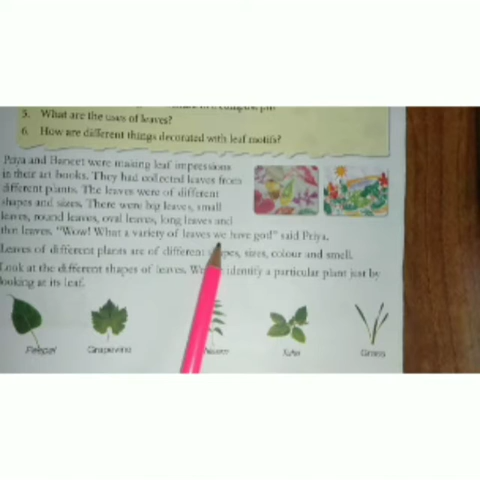 5. What are the uses of leaves?
6. How are different things decorated with leaf motifs?
Priya and Haneet were making leaf impressions
in their art books. They had collected leaves from
different plants. The leaves were of different
shapes and sizes. There were big leaves, small
leaves, round leaves, oval leaves, long leaves and
thin leaves. "Wow! What a variety of leaves we have got!" said Priya.
Leaves of different plants are of different shapes, sizes, colour and smell.
Look at the different shapes of leaves. We identify a particular plant just by
looking at its leaf.
Peepal
Grapevine
Neem
Tulsi
Grass